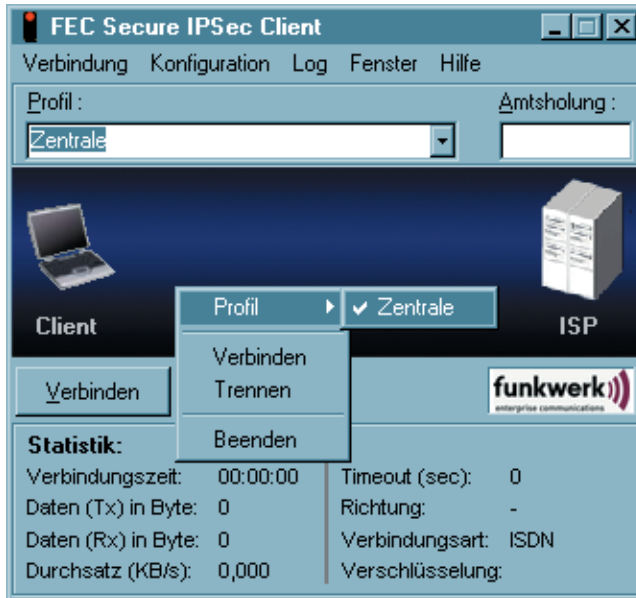 FEC Secure IPSec Client
Verbindung Konfiguration Log Fenster Hilfe
Profil : Amtsholung :
Zentrale
Client ISP
Profil Zentrale
Verbinden
Trennen
Beenden
Verbinden
funkwerk
enterprise communications
Statistik:
Verbindungszeit: 00:00:00 Timeout (sec): 0
Daten (Tx) in Byte: 0 Richtung: -
Daten (Rx) in Byte: 0 Verbindungsart: ISDN
Durchsatz (KB/s): 0,000 Verschlüsselung: